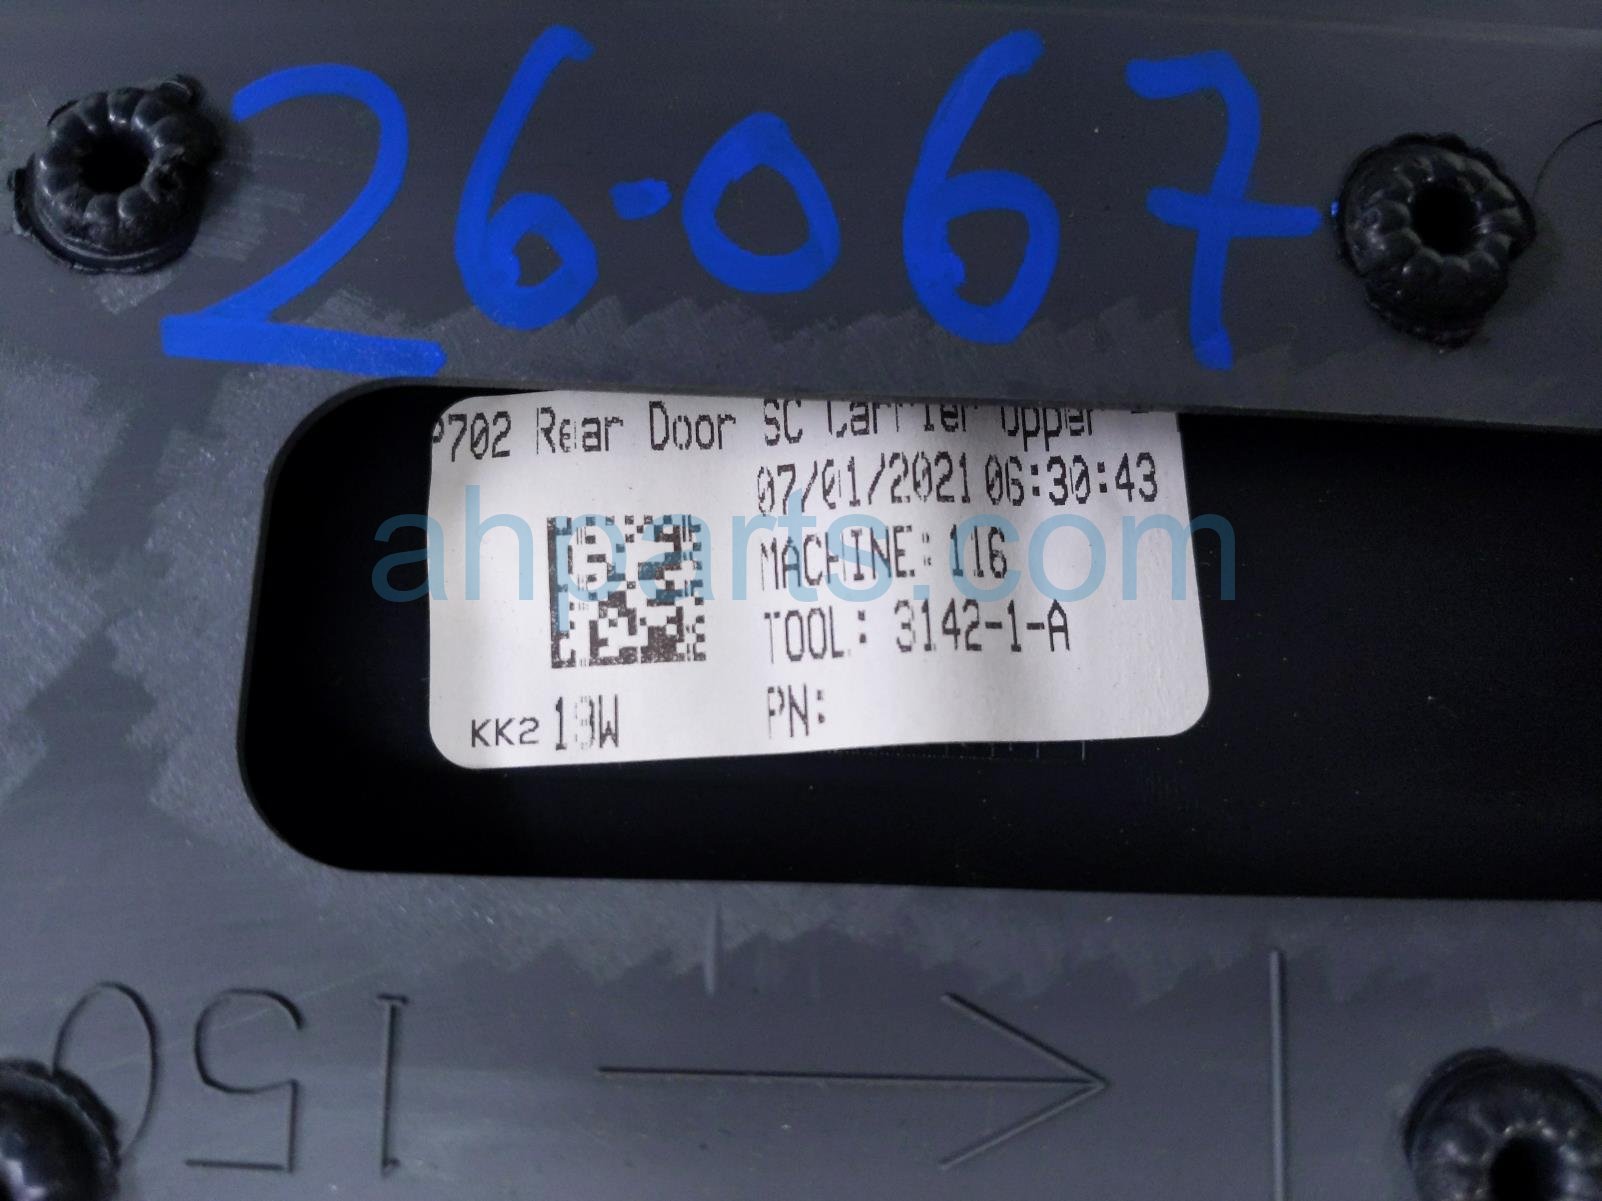 26-067
P702 Rear Door SC Carrier Upper -
07/01/2021 06:30:43
MACHINE: 116
TOOL: 3142-1-A
KK2 19W
PN:
ahparts.com
150